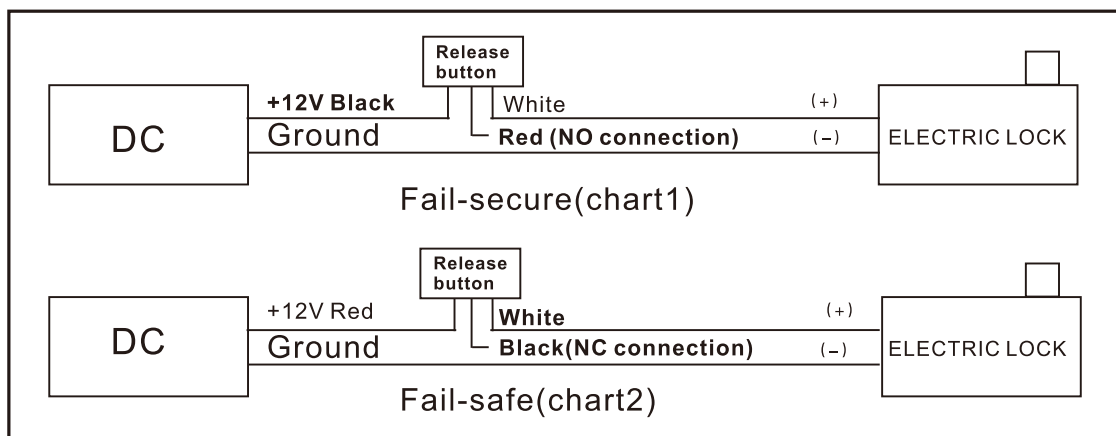 Release
button
+12V Black
White
(+)
DC
Ground
Red (NO connection)
(-)
ELECTRIC LOCK
Fail-secure(chart1)
Release
button
+12V Red
White
(+)
DC
Ground
Black(NC connection)
(-)
ELECTRIC LOCK
Fail-safe(chart2)